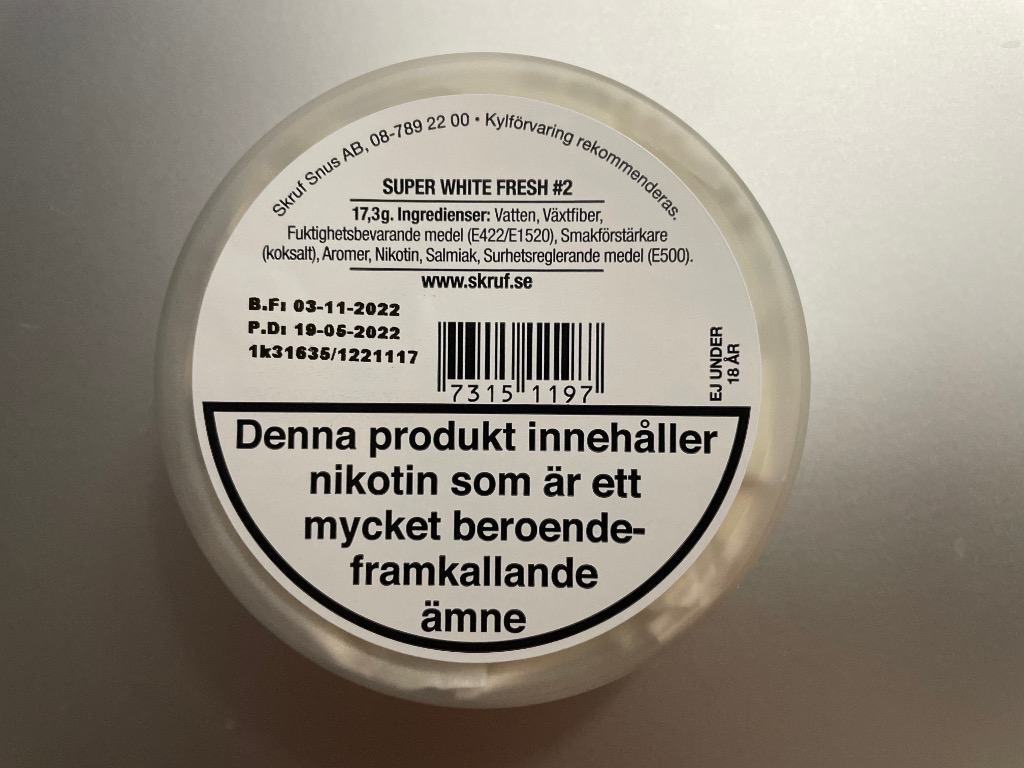 Skruf Snus AB, 08-789 22 00 • Kylförvaring rekommenderas.
SUPER WHITE FRESH #2
17,3g. Ingredienser: Vatten, Växtfiber,
Fuktighetsbevarande medel (E422/E1520), Smakförstärkare
(koksalt), Aromer, Nikotin, Salmiak, Surhetsreglerande medel (E500).
www.skruf.se
B.F: 03-11-2022
P.D: 19-05-2022
1k31635/1221117
7315 1197
EJ UNDER
18 ÅR
Denna produkt innehåller
nikotin som är ett
mycket beroende-
framkallande
ämne